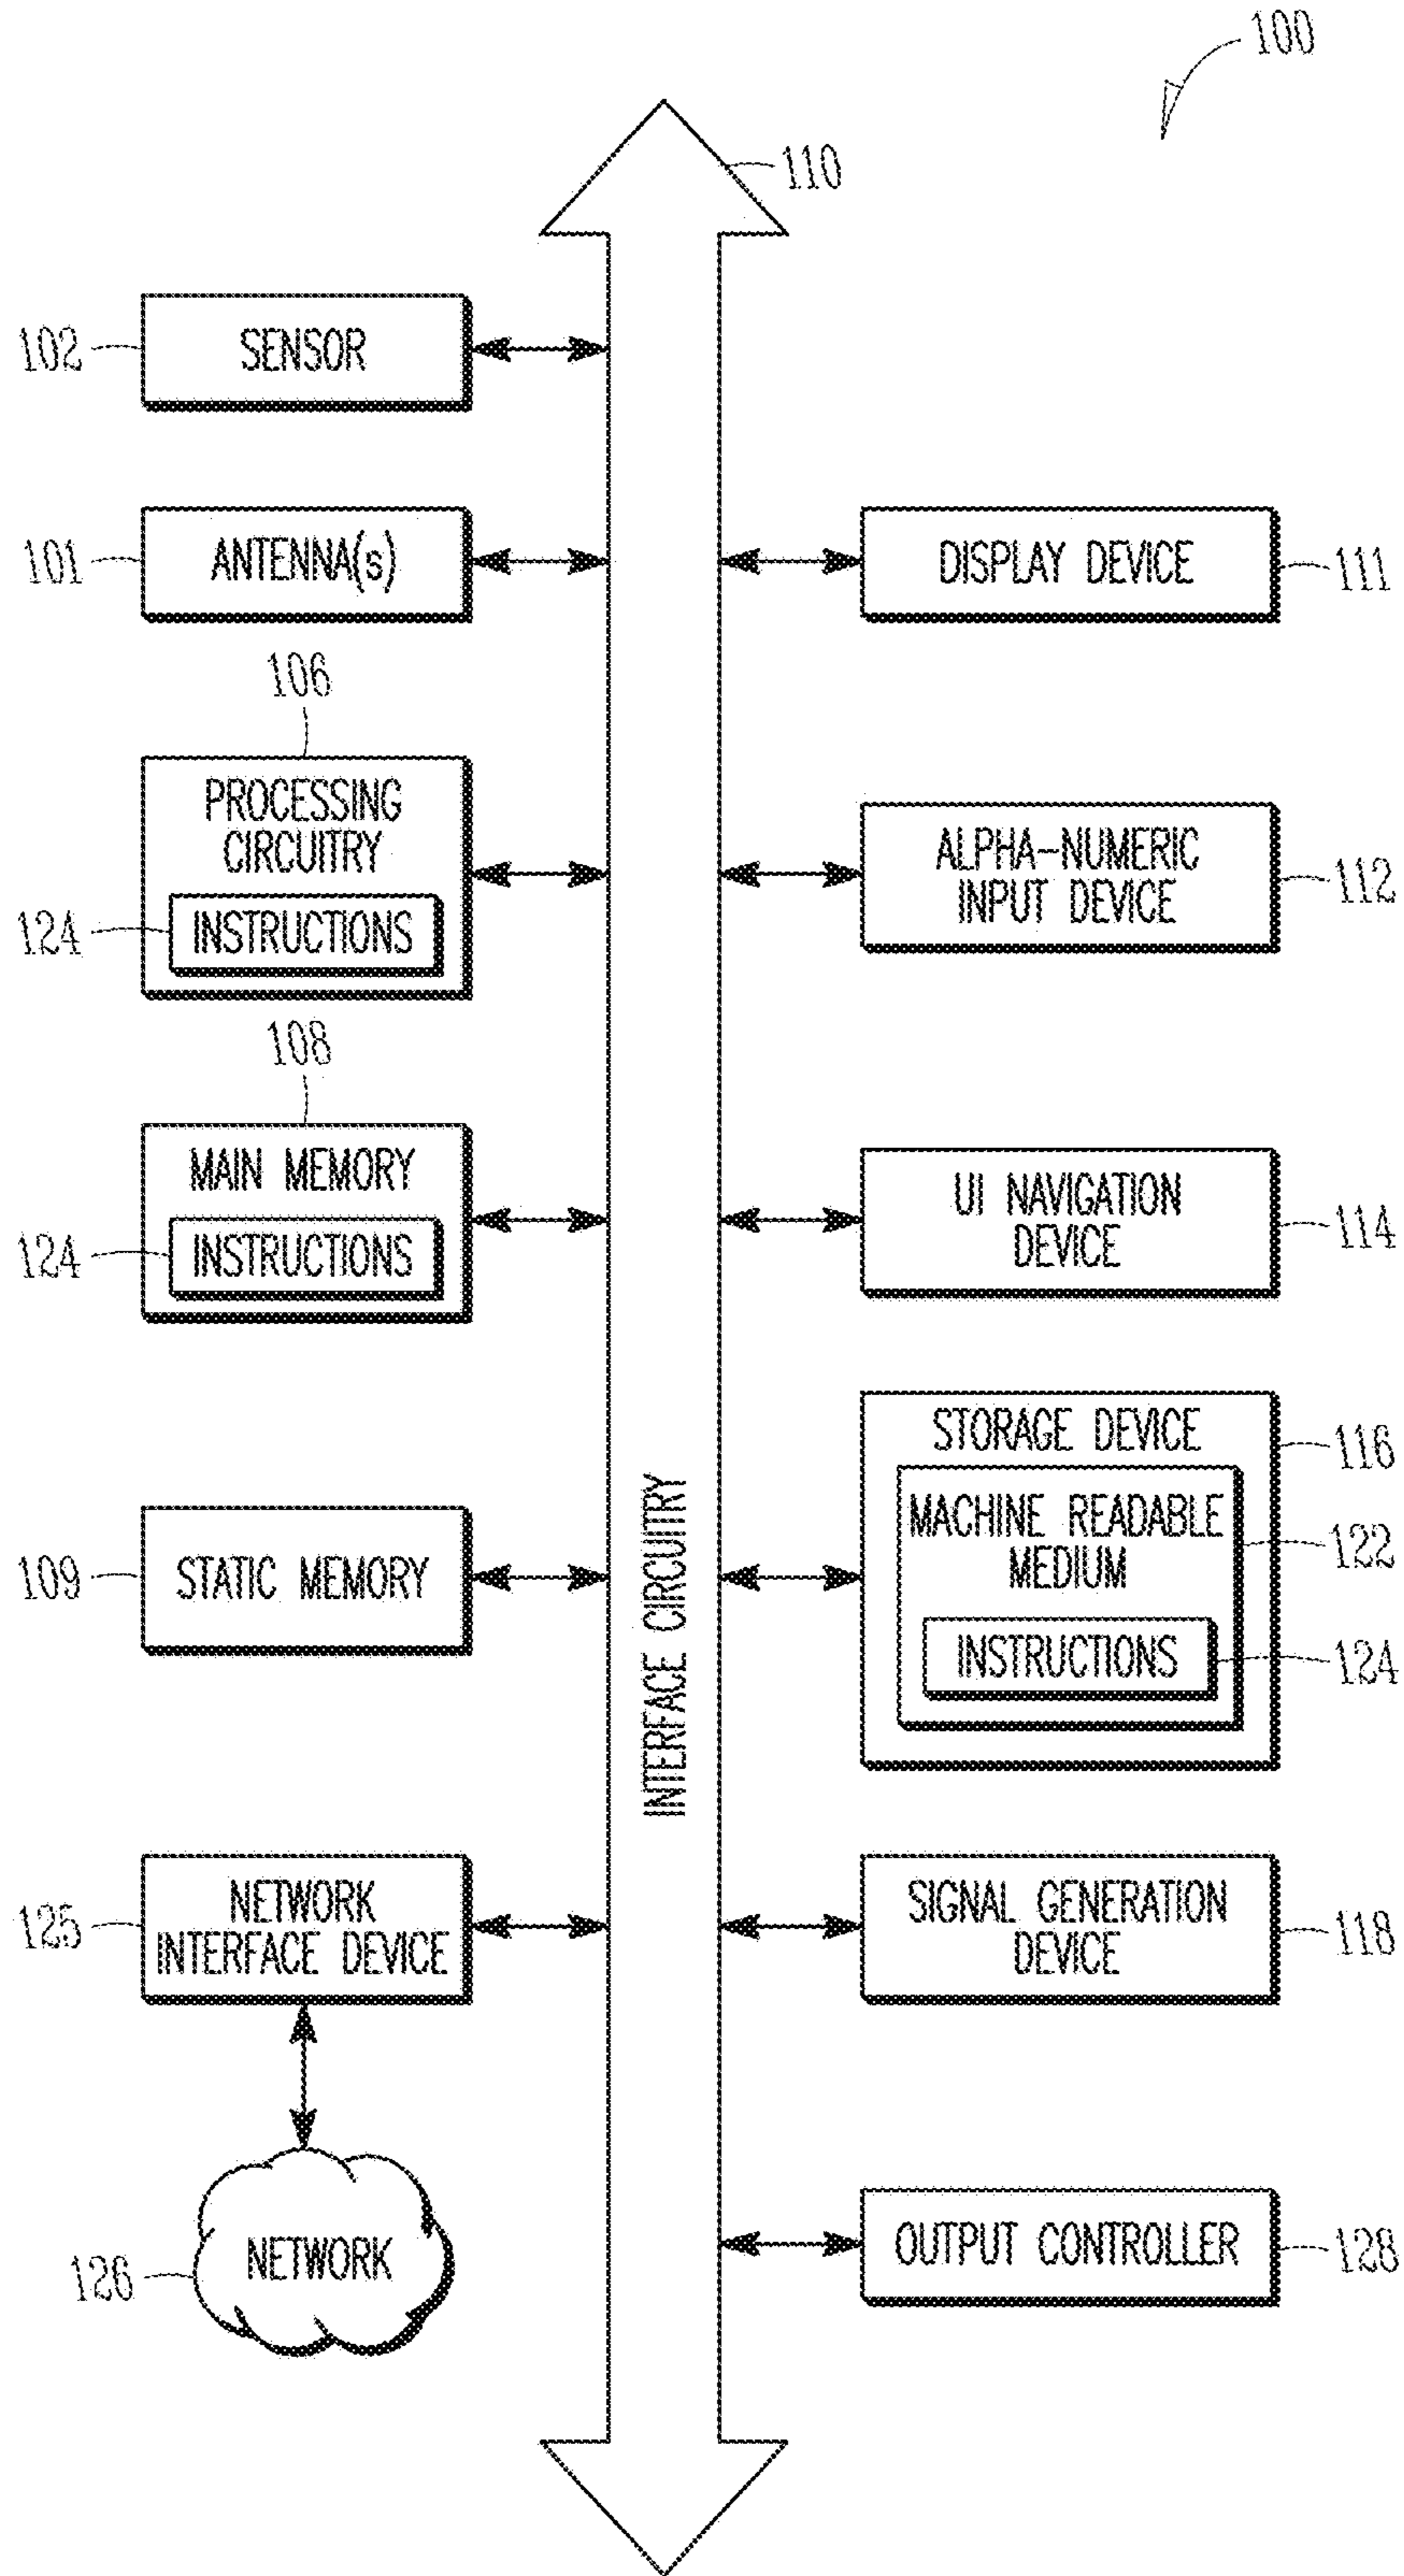 100
110
102
SENSOR
101
ANTENNA(s)
DISPLAY DEVICE
111
106
PROCESSING
CIRCUITRY
124
INSTRUCTIONS
ALPHA-NUMERIC
INPUT DEVICE
112
108
MAIN MEMORY
124
INSTRUCTIONS
UI NAVIGATION
DEVICE
114
STORAGE DEVICE
116
MACHINE READABLE
MEDIUM
122
INSTRUCTIONS
124
109
STATIC MEMORY
INTERFACE CIRCUITRY
125
NETWORK
INTERFACE DEVICE
SIGNAL GENERATION
DEVICE
118
126
NETWORK
OUTPUT CONTROLLER
128